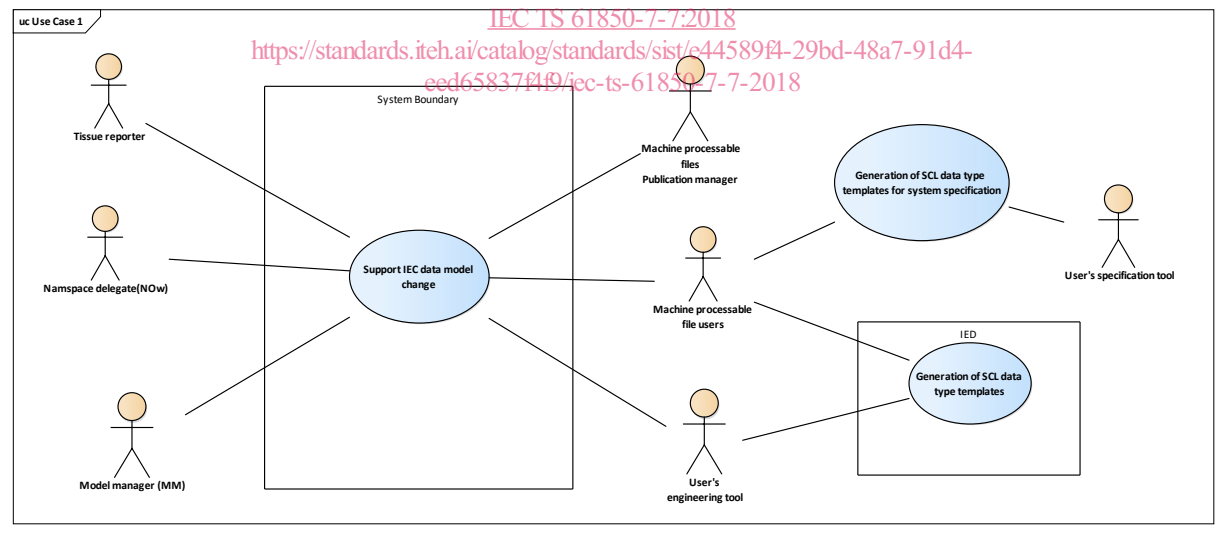 uc Use Case 1
IEC TS 61850-7-7:2018
https://standards.iteh.ai/catalog/standards/sist/e44589f4-29bd-48a7-91d4-
eed65837f4f9/iec-ts-61850-7-7-2018
System Boundary
Tissue reporter
Machine processable
files
Publication manager
Generation of SCL data type
templates for system specification
User's specification tool
Support IEC data model
change
Namspace delegate(NOw)
Machine processable
file users
IED
Generation of SCL data
type templates
Model manager (MM)
User's
engineering tool